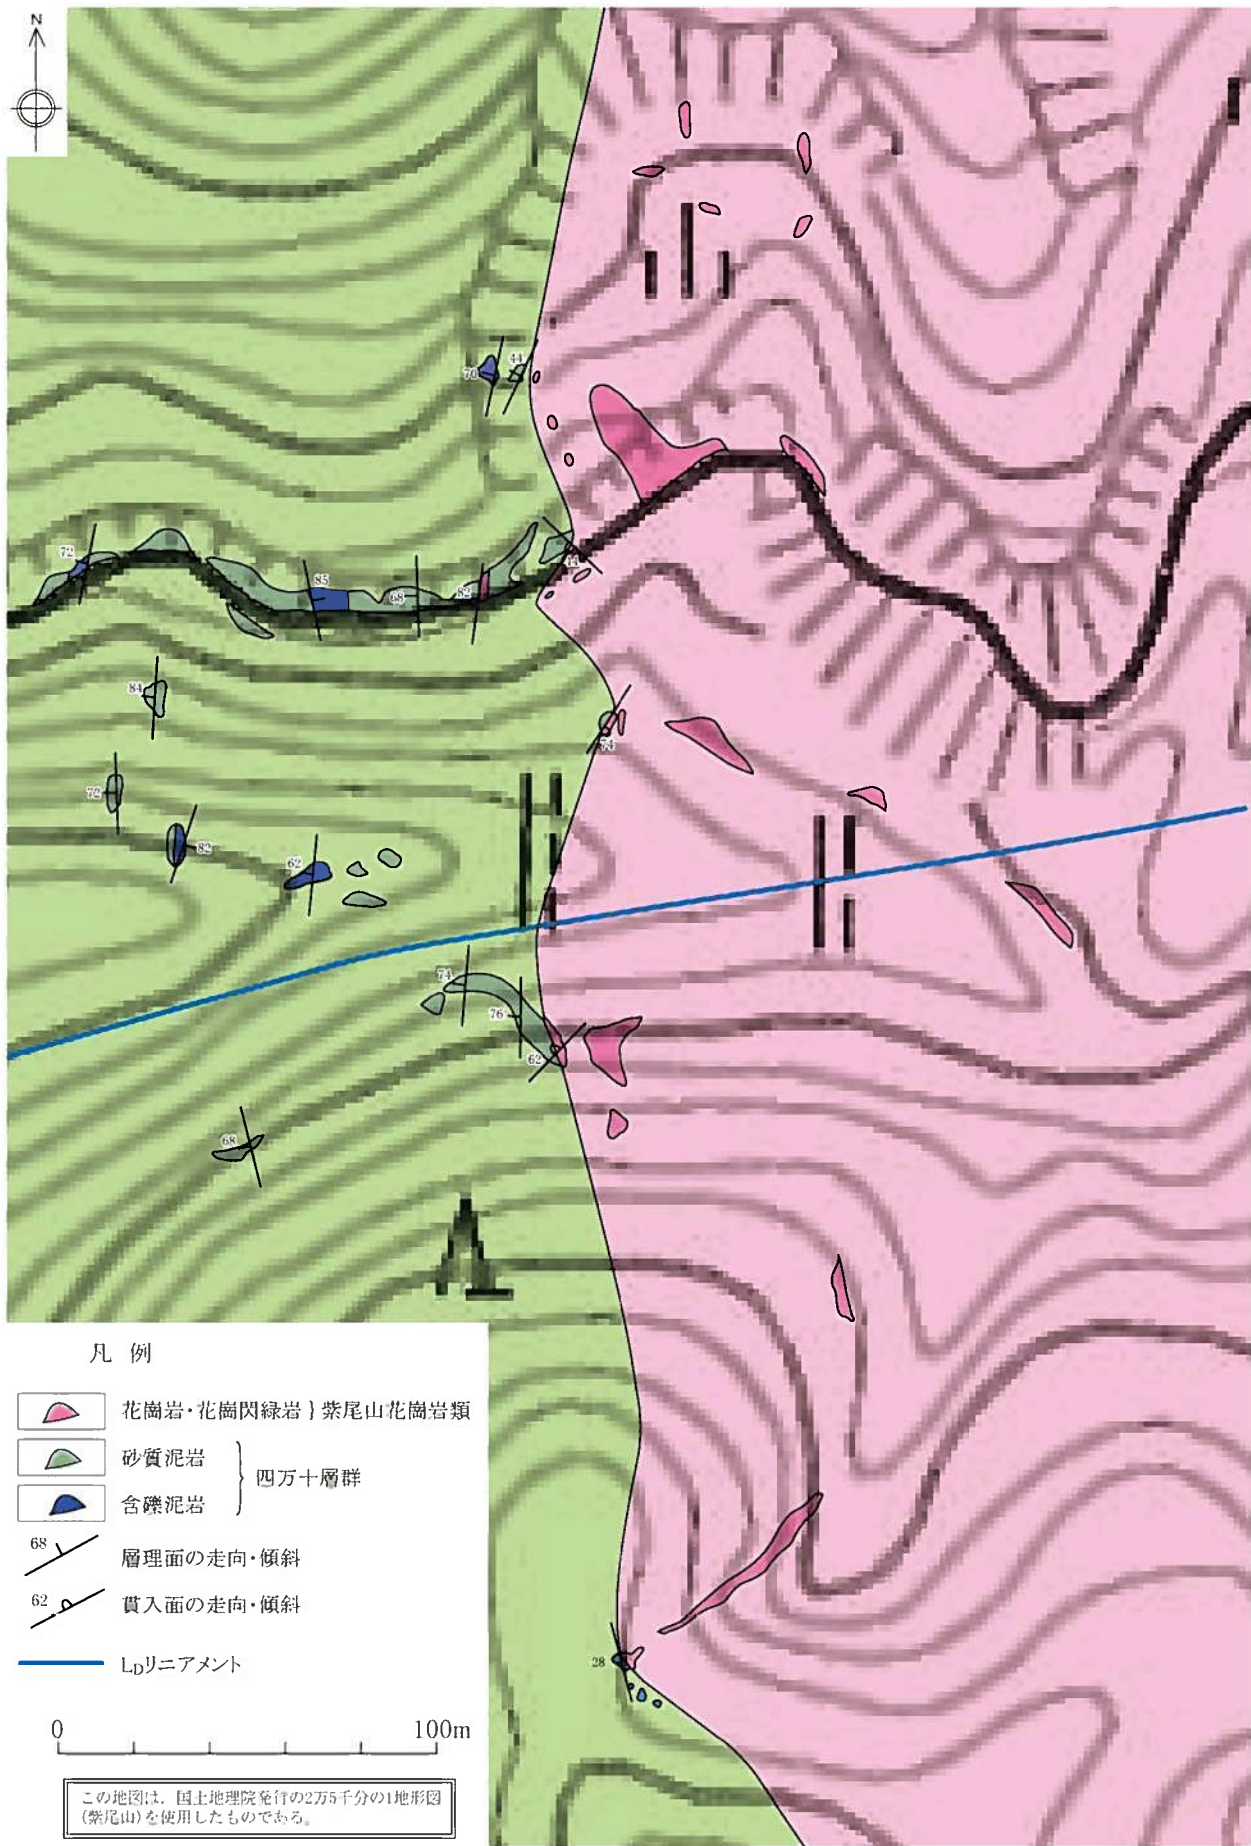 N
70
44
72
85
68
82
44
84
74
72
82
62
74
76
62
68
28
凡 例
花崗岩・花崗閃緑岩 } 紫尾山花崗岩類
砂質泥岩
四万十層群
含礫泥岩
68 層理面の走向・傾斜
62 貫入面の走向・傾斜
LDリニアメント
0 100m
この地図は、国土地理院発行の2万5千分の1地形図
(紫尾山)を使用したものである。